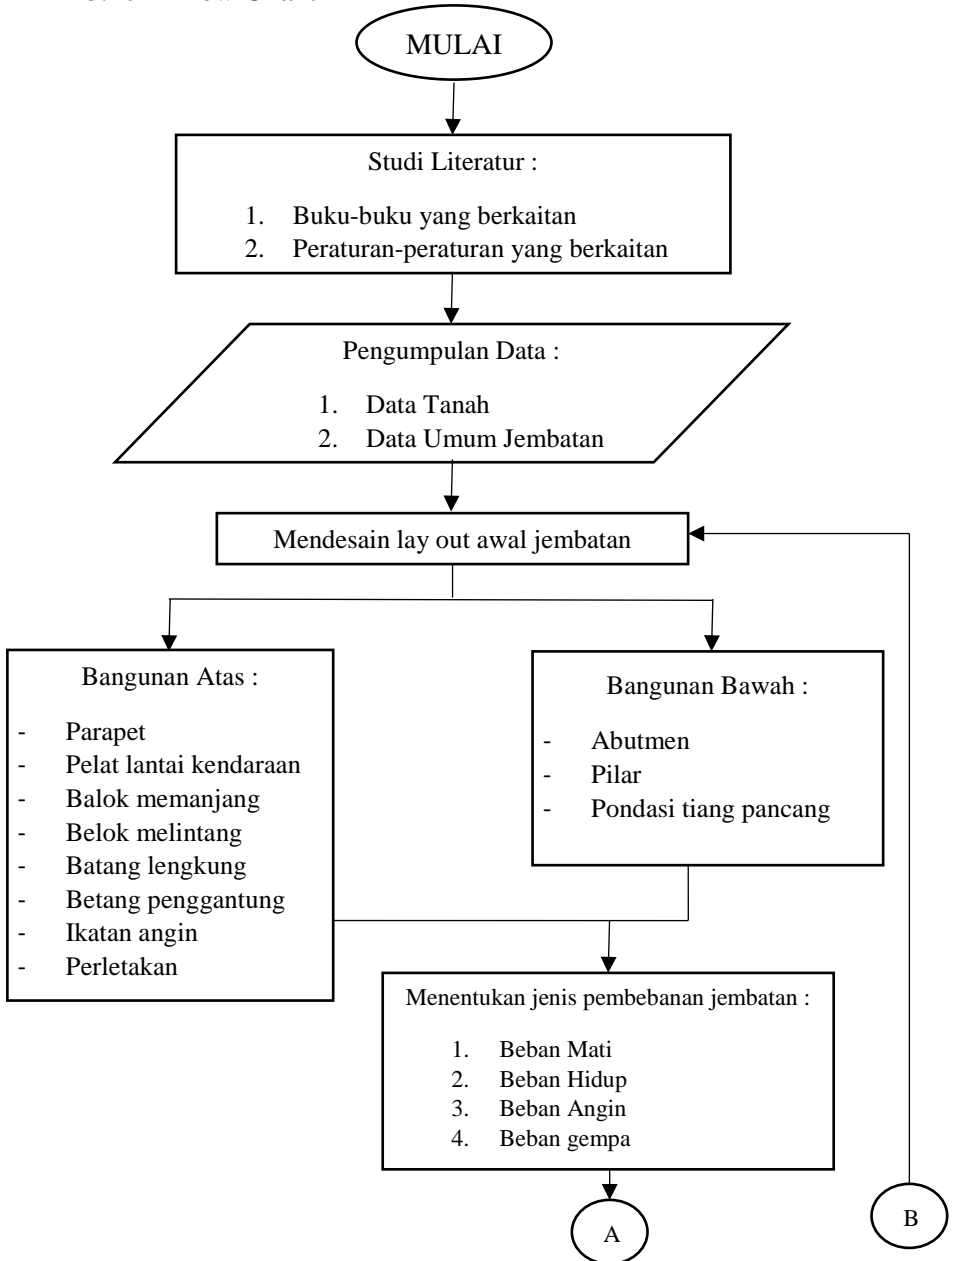 MULAI
Studi Literatur :
1. Buku-buku yang berkaitan
2. Peraturan-peraturan yang berkaitan
Pengumpulan Data :
1. Data Tanah
2. Data Umum Jembatan
Mendesain lay out awal jembatan
Bangunan Atas :
- Parapet
- Pelat lantai kendaraan
- Balok memanjang
- Belok melintang
- Batang lengkung
- Betang penggantung
- Ikatan angin
- Perletakan
Bangunan Bawah :
- Abutmen
- Pilar
- Pondasi tiang pancang
Menentukan jenis pembebanan jembatan :
1. Beban Mati
2. Beban Hidup
3. Beban Angin
4. Beban gempa
A
B